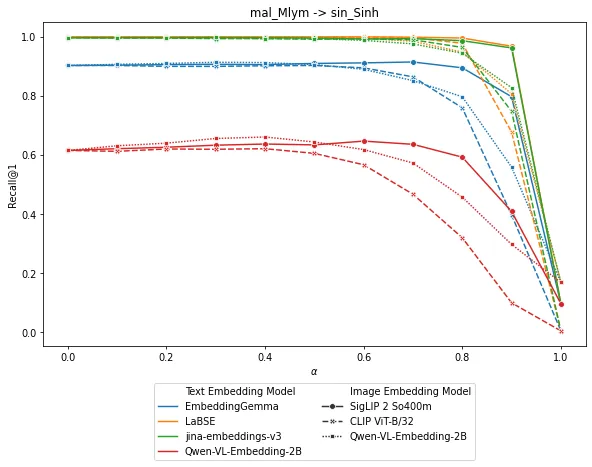 mal_Mlym -> sin_Sinh
1.0
0.8
0.6
0.4
0.2
0.0
Recall@1
0.0 0.2 0.4 0.6 0.8 1.0
α
Text Embedding Model Image Embedding Model
EmbeddingGemma SigLIP 2 So400m
LaBSE CLIP ViT-B/32
jina-embeddings-v3 Qwen-VL-Embedding-2B
Qwen-VL-Embedding-2B